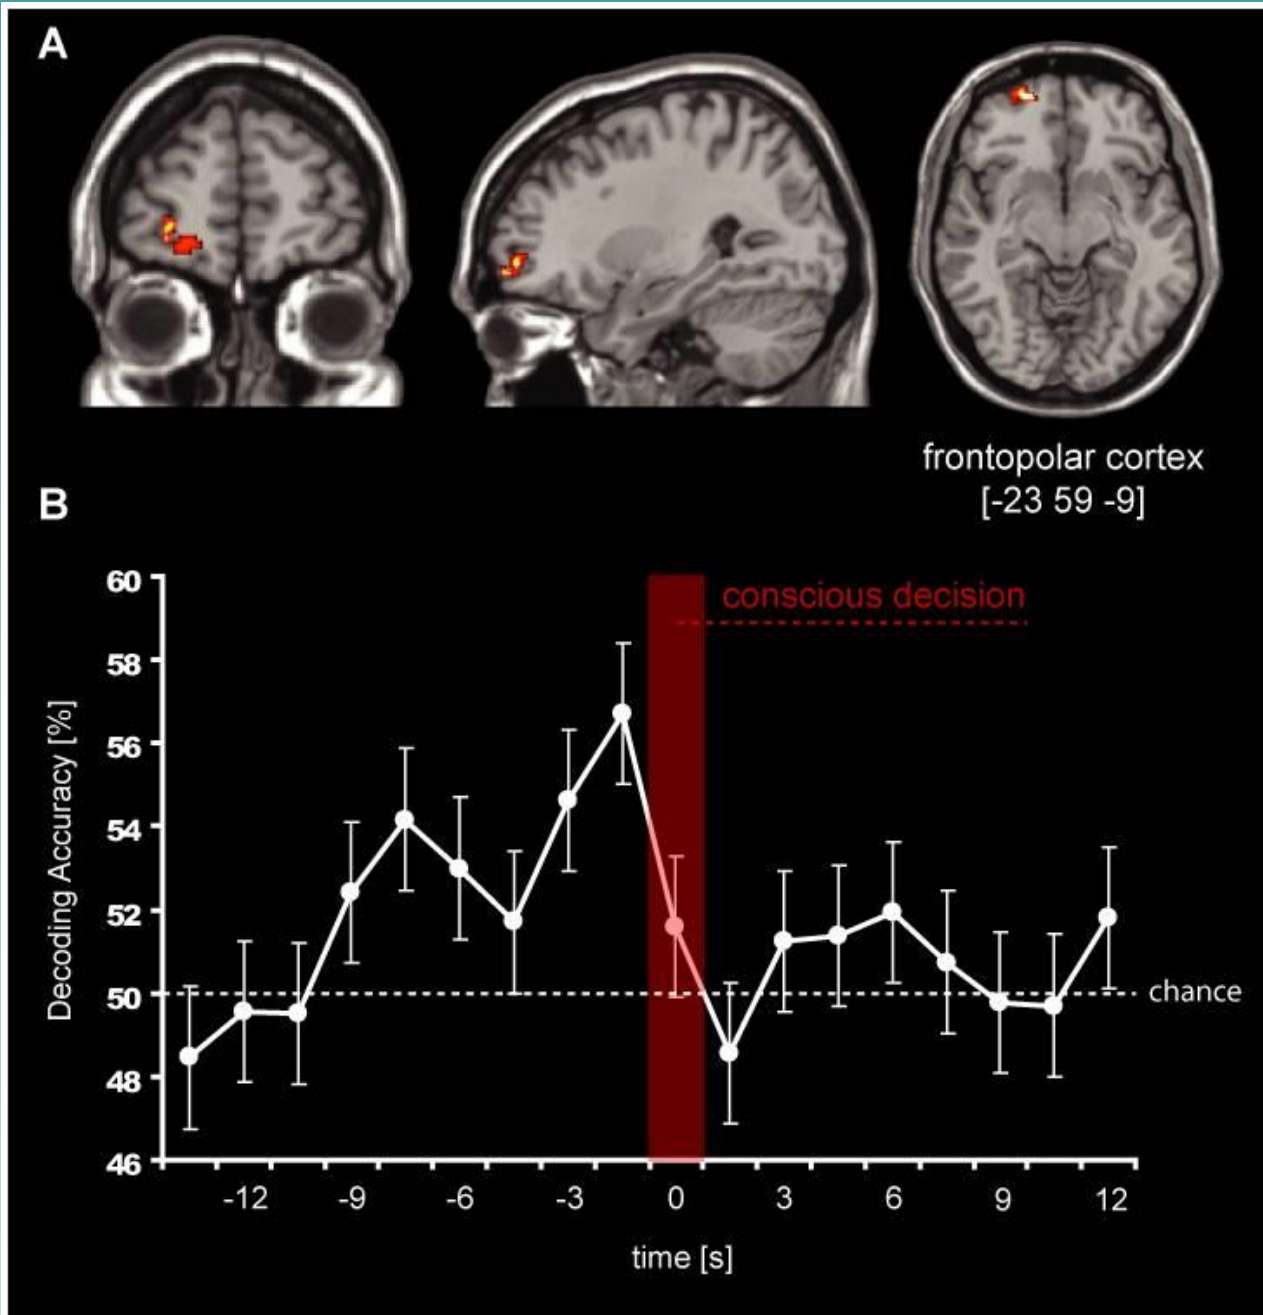 A
frontopolar cortex
[-23 59 -9]
B
60
conscious decision
58
56
54
52
50
chance
48
46
Decoding Accuracy [%]
-12 -9 -6 -3 0 3 6 9 12
time [s]